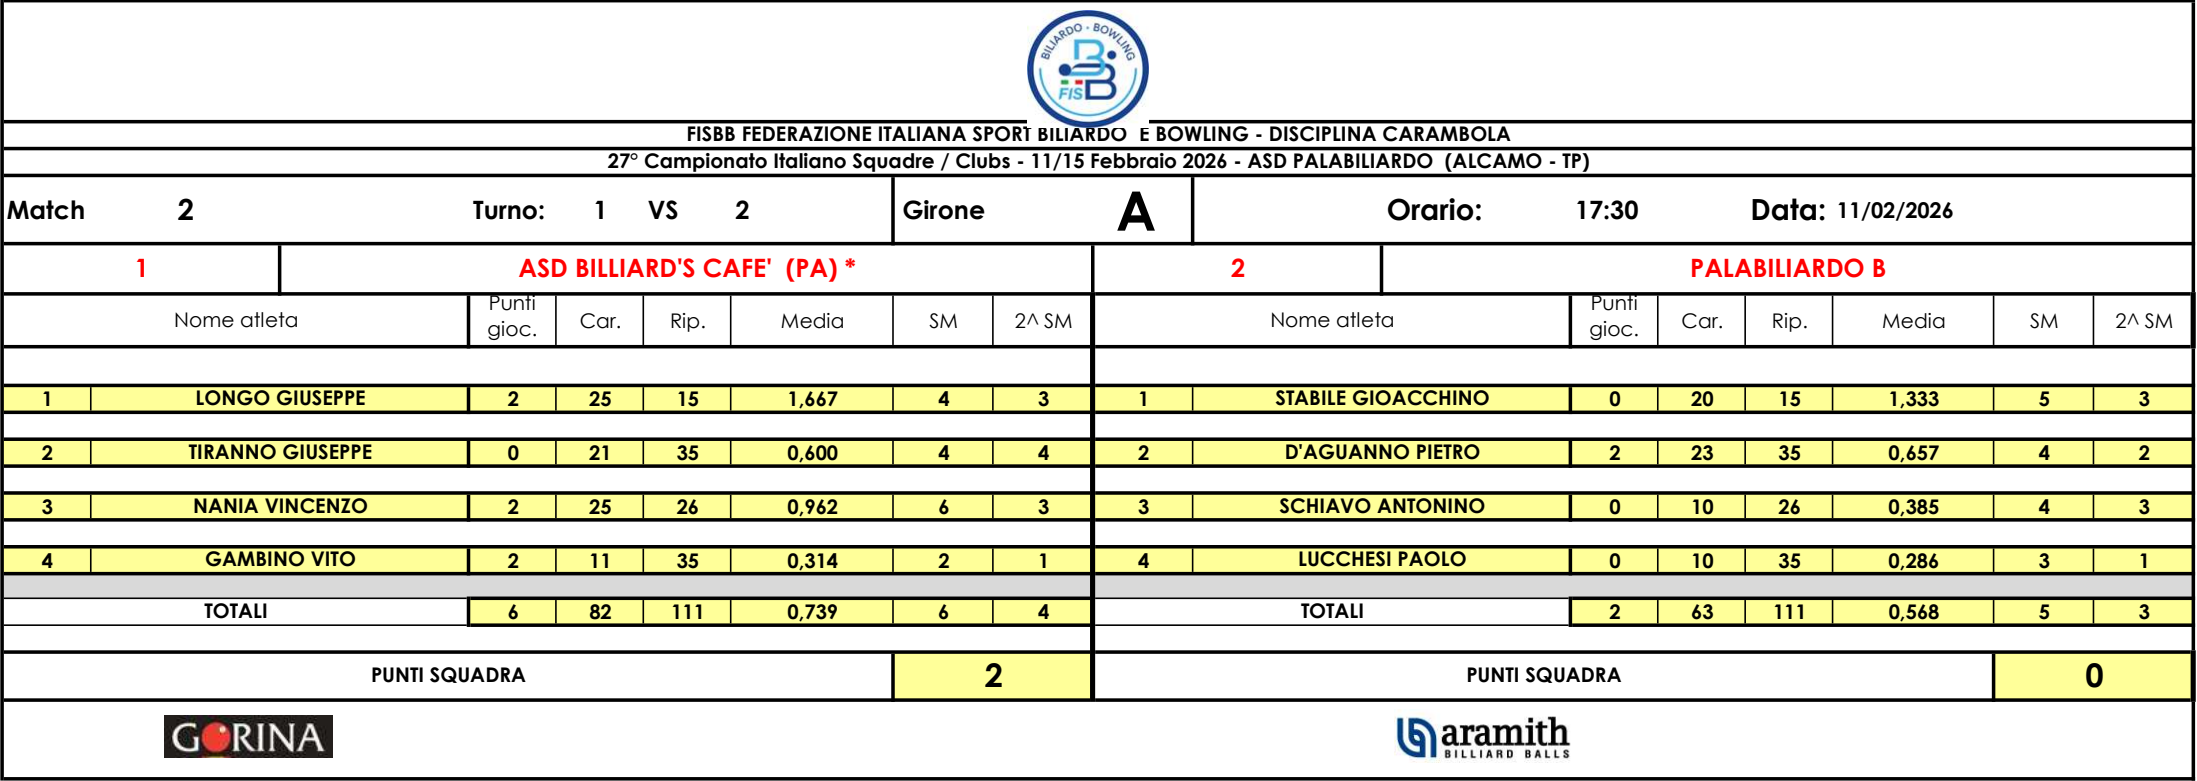 BILIARDO - BOWLING
FISBB
FISBB FEDERAZIONE ITALIANA SPORT BILIARDO E BOWLING - DISCIPLINA CARAMBOLA
27° Campionato Italiano Squadre / Clubs - 11/15 Febbraio 2026 - ASD PALABILIARDO (ALCAMO - TP)
Match 2 Turno: 1 VS 2 Girone A Orario: 17:30 Data: 11/02/2026
1 ASD BILLIARD'S CAFE' (PA) * 2 PALABILIARDO B
Nome atleta Punti gioc. Car. Rip. Media SM 2^ SM Nome atleta Punti gioc. Car. Rip. Media SM 2^ SM
1 LONGO GIUSEPPE 2 25 15 1,667 4 3 1 STABILE GIOACCHINO 0 20 15 1,333 5 3
2 TIRANNO GIUSEPPE 0 21 35 0,600 4 4 2 D'AGUANNO PIETRO 2 23 35 0,657 4 2
3 NANIA VINCENZO 2 25 26 0,962 6 3 3 SCHIAVO ANTONINO 0 10 26 0,385 4 3
4 GAMBINO VITO 2 11 35 0,314 2 1 4 LUCCHESI PAOLO 0 10 35 0,286 3 1
TOTALI 6 82 111 0,739 6 4 TOTALI 2 63 111 0,568 5 3
PUNTI SQUADRA 2 PUNTI SQUADRA 0
GORINA aramith
BILLIARD BALLS